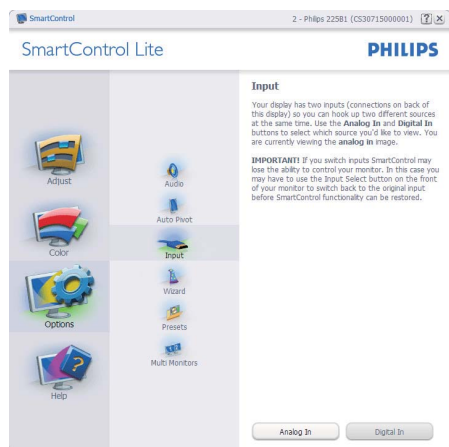 SmartControl
2 - Philips 225B1 (CS30715000001)
?
SmartControl Lite
PHILIPS
Adjust
Color
Options
Help
Audio
Auto Pivot
Input
Wizard
Presets
Multi Monitors
Input
Your display has two inputs (connections on back of
this display) so you can hook up two different sources
at the same time. Use the Analog In and Digital In
buttons to select which source you'd like to view. You
are currently viewing the analog in image.
IMPORTANT! If you switch inputs SmartControl may
lose the ability to control your monitor. In this case you
may have to use the Input Select button on the front
of your monitor to switch back to the original input
before SmartControl functionality can be restored.
Analog In
Digital In